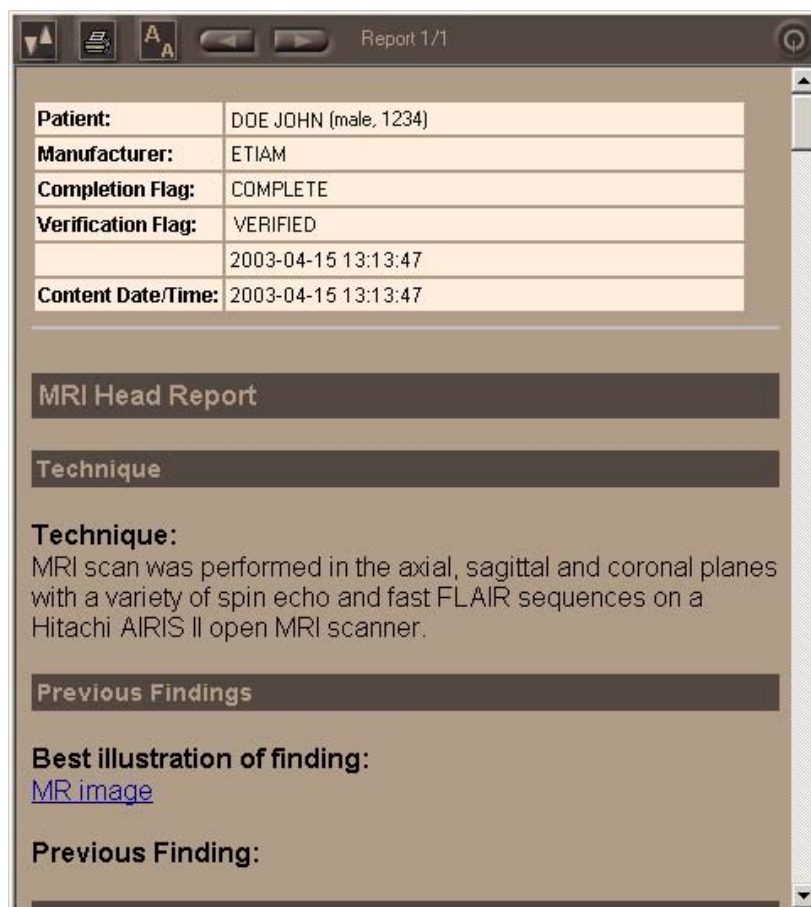 A A Report 1/1
Patient: DOE JOHN (male, 1234)
Manufacturer: ETIAM
Completion Flag: COMPLETE
Verification Flag: VERIFIED
2003-04-15 13:13:47
Content Date/Time: 2003-04-15 13:13:47
MRI Head Report
Technique
Technique:
MRI scan was performed in the axial, sagittal and coronal planes
with a variety of spin echo and fast FLAIR sequences on a
Hitachi AIRIS II open MRI scanner.
Previous Findings
Best illustration of finding:
MR image
Previous Finding: